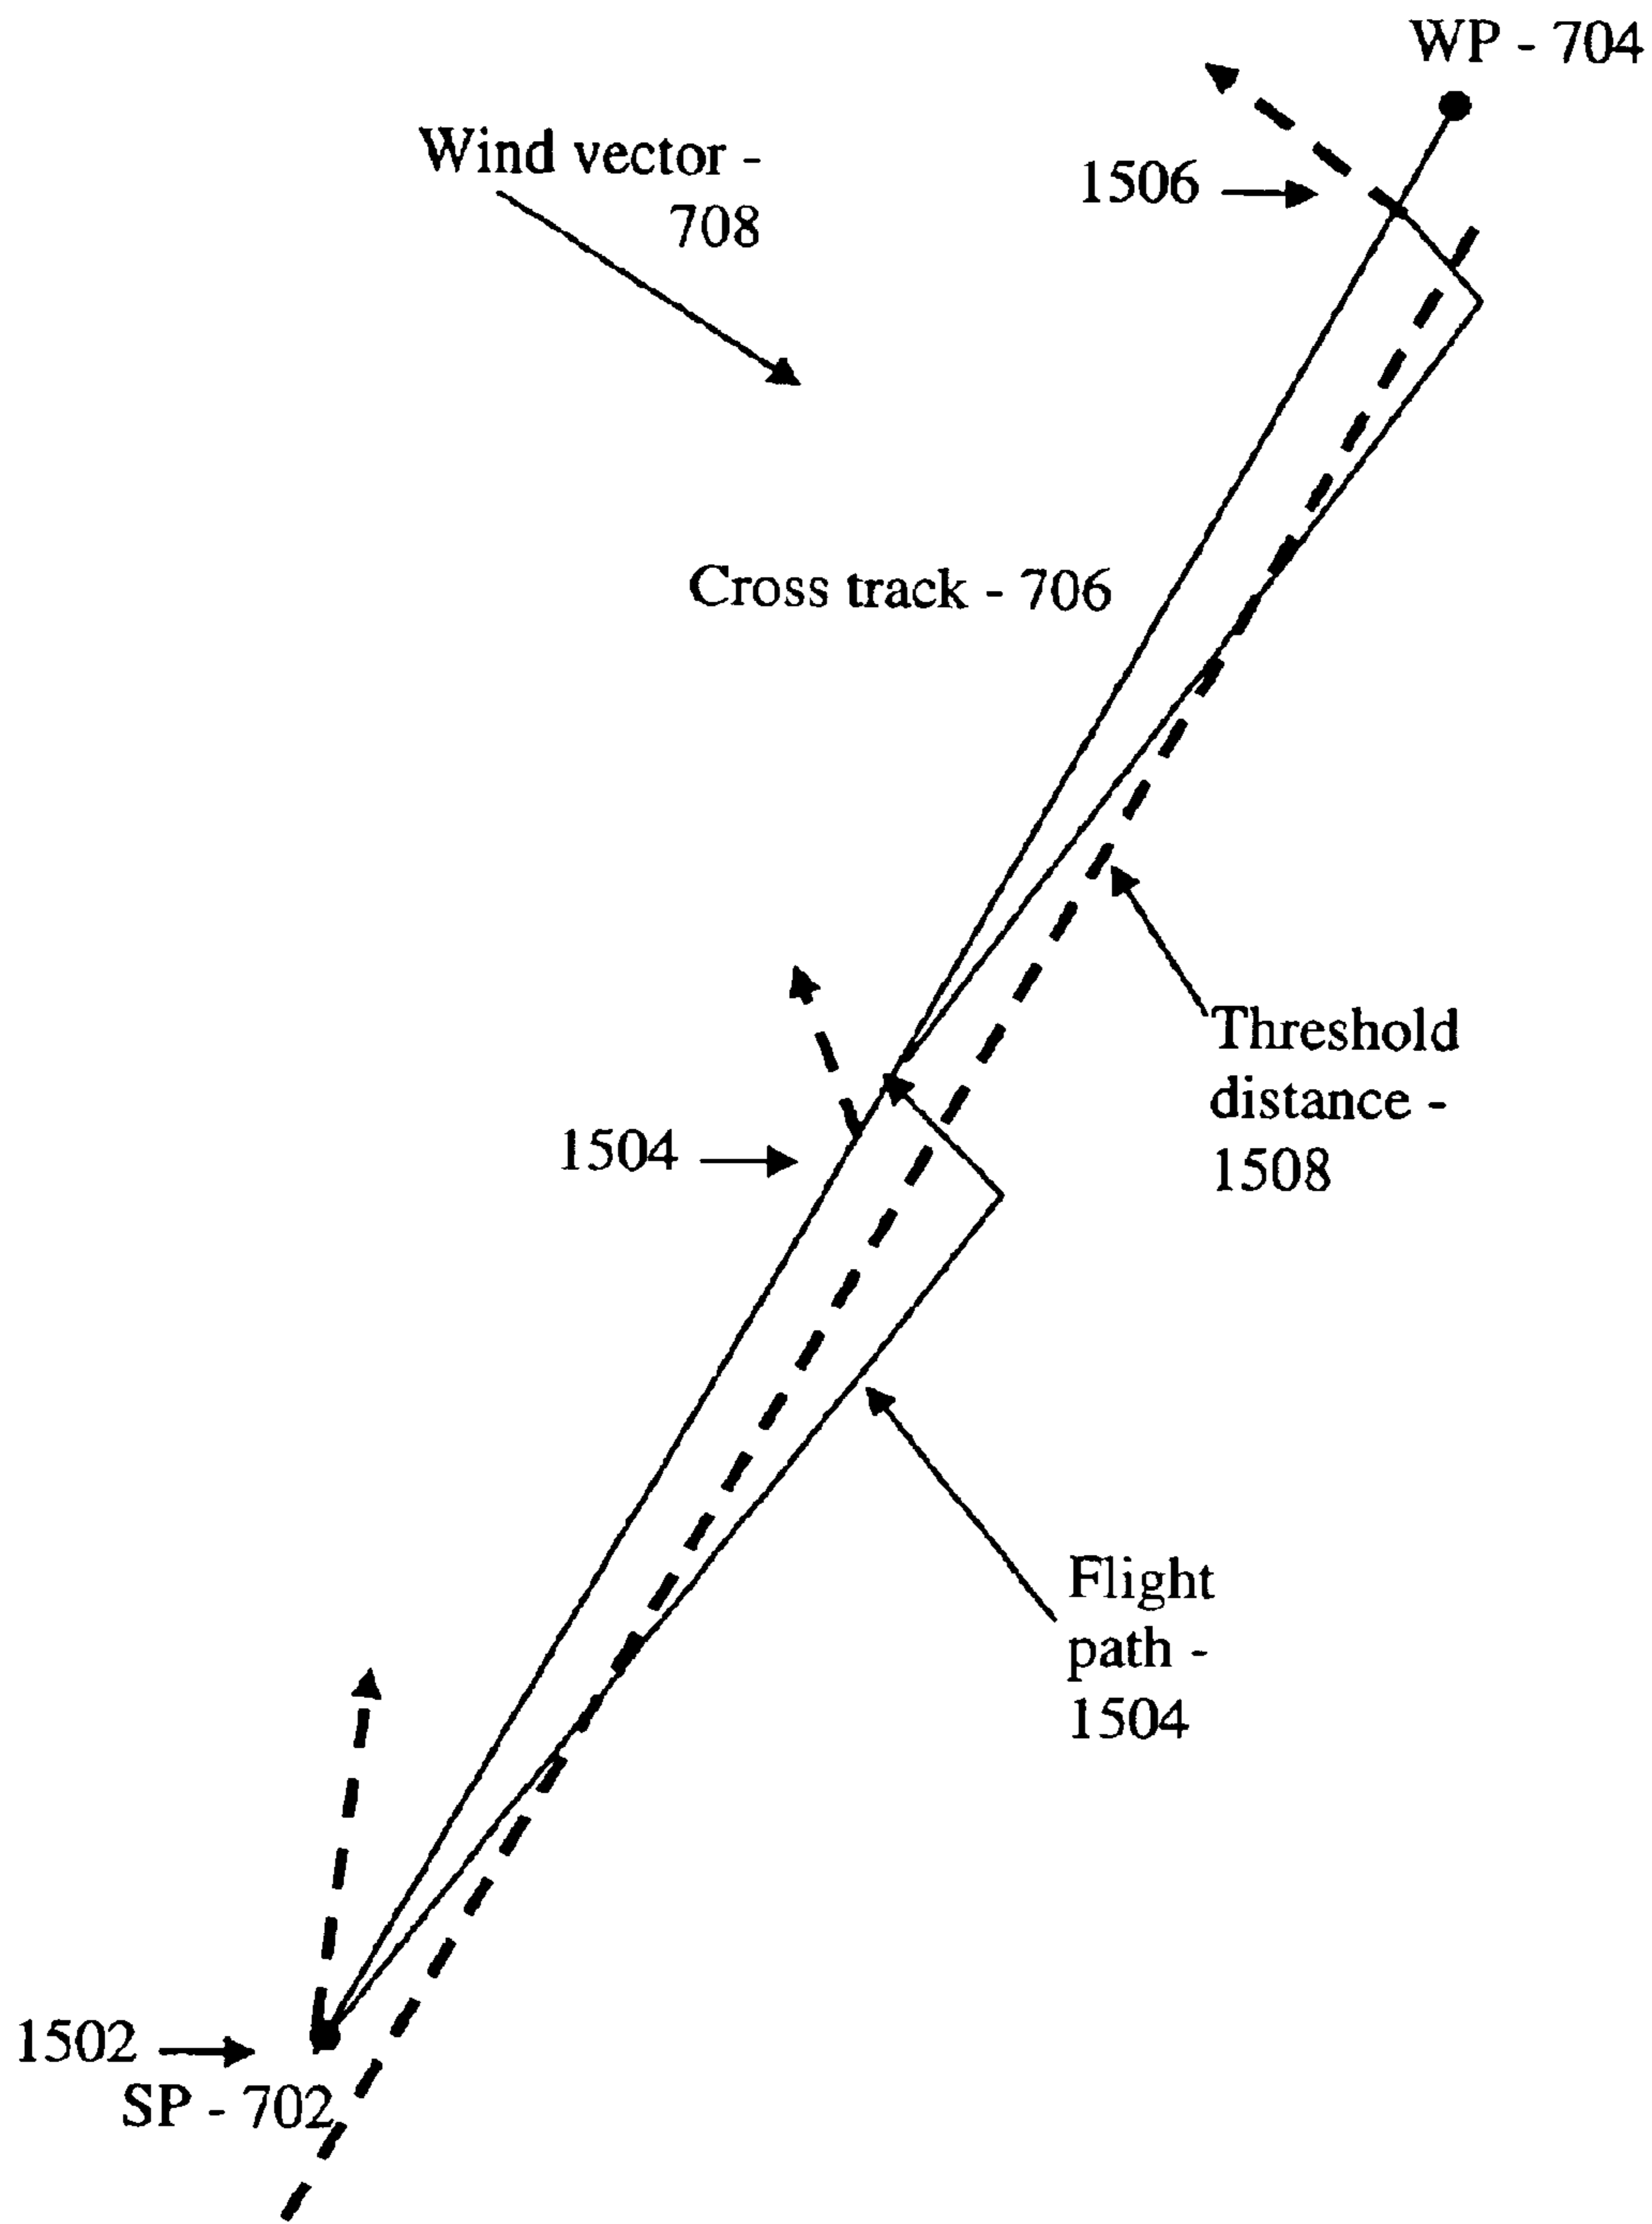 WP - 704
Wind vector -
708
1506
Cross track - 706
Threshold
distance -
1508
1504
Flight
path -
1504
1502
SP - 702